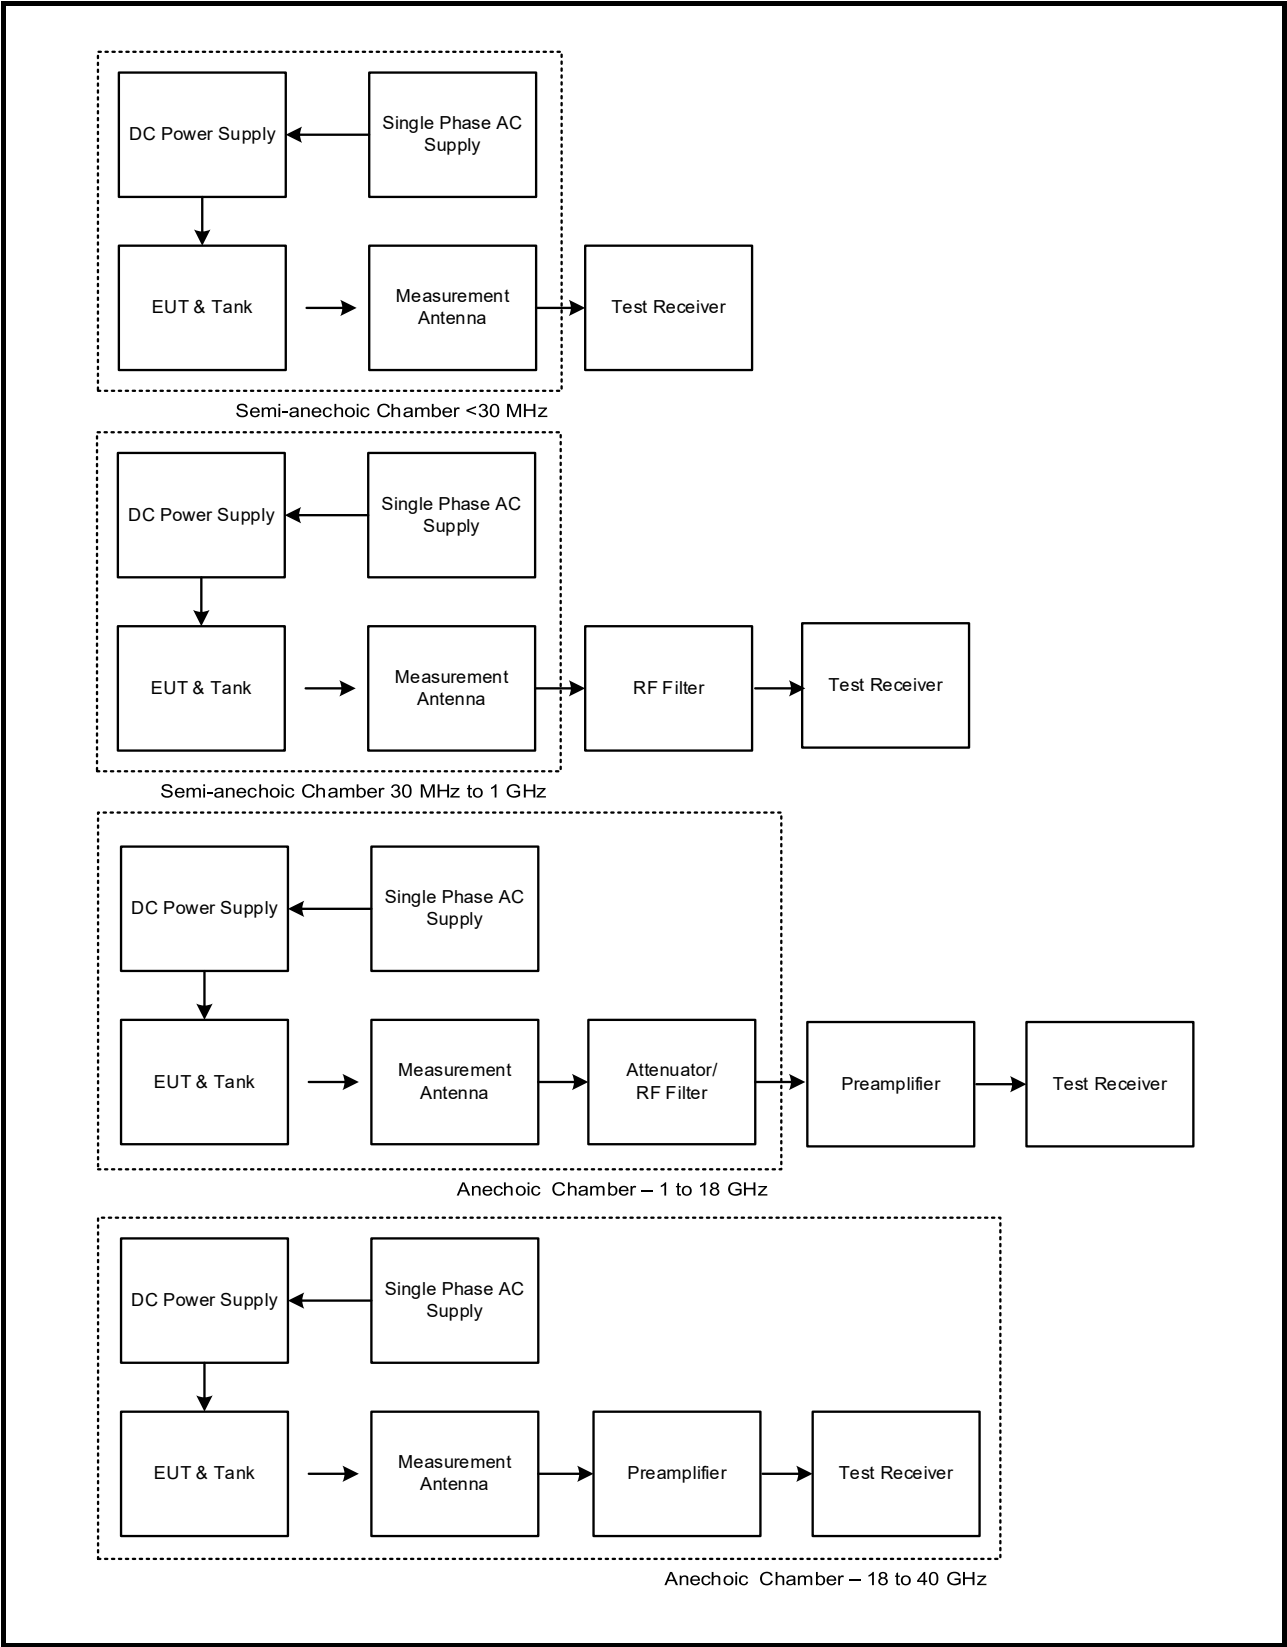 DC Power Supply
Single Phase AC
Supply
EUT & Tank
Measurement
Antenna
Test Receiver
Semi-anechoic Chamber <30 MHz
DC Power Supply
Single Phase AC
Supply
EUT & Tank
Measurement
Antenna
RF Filter
Test Receiver
Semi-anechoic Chamber 30 MHz to 1 GHz
DC Power Supply
Single Phase AC
Supply
EUT & Tank
Measurement
Antenna
Attenuator/
RF Filter
Preamplifier
Test Receiver
Anechoic Chamber – 1 to 18 GHz
DC Power Supply
Single Phase AC
Supply
EUT & Tank
Measurement
Antenna
Preamplifier
Test Receiver
Anechoic Chamber – 18 to 40 GHz